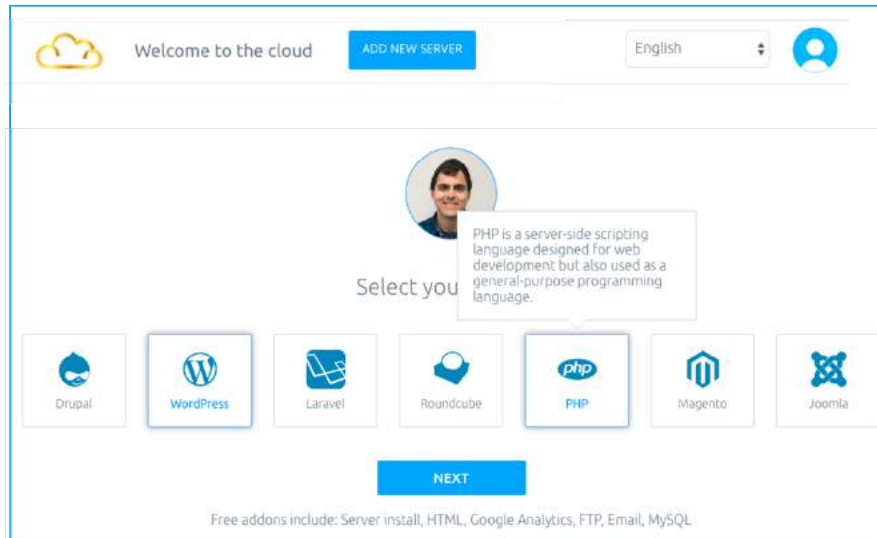 Welcome to the cloud
ADD NEW SERVER
English
PHP is a server-side scripting
language designed for web
development but also used as a
general-purpose programming
language.
Select you
Drupal
WordPress
Laravel
Roundcube
php
PHP
Magento
Joomla
NEXT
Free addons include: Server install, HTML, Google Analytics, FTP, Email, MySQL